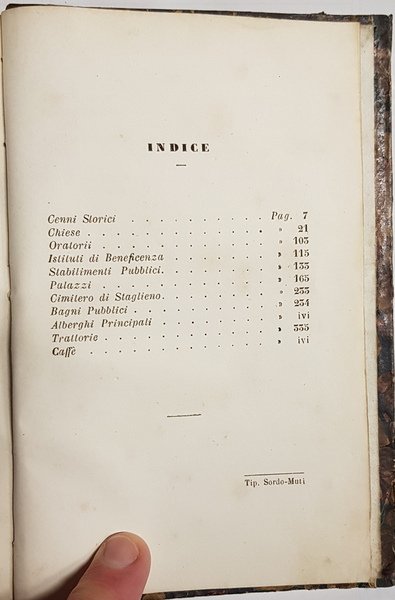 INDICE
Cenni Storici . . . . . . . . . Pag. 7
Chiese . . . . . . . . . . . » 21
Oratorii . . . . . . . . . . . » 103
Istituti di Beneficenza . . . . . . . » 115
Stabilimenti Pubblici. . . . . . . . » 133
Palazzi . . . . . . . . . . . » 165
Cimitero di Staglieno. . . . . . . . » 233
Bagni Pubblici . . . . . . . . . » 234
Alberghi Principali . . . . . . . . » ivi
Trattorie . . . . . . . . . . . » 335
Caffè . . . . . . . . . . . » ivi
Tip. Sordo-Muti